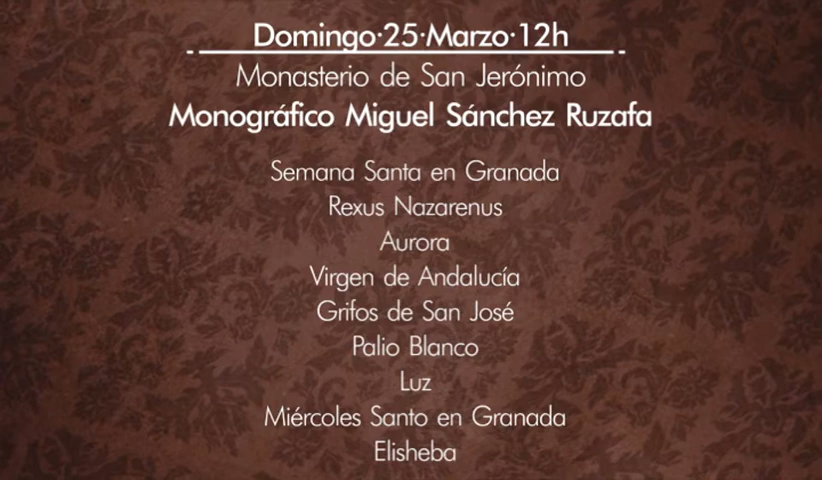 Domingo·25·Marzo·12h
Monasterio de San Jerónimo
Monográfico Miguel Sánchez Ruzafa
Semana Santa en Granada
Rexus Nazarenus
Aurora
Virgen de Andalucía
Grifos de San José
Palio Blanco
Luz
Miércoles Santo en Granada
Elisheba